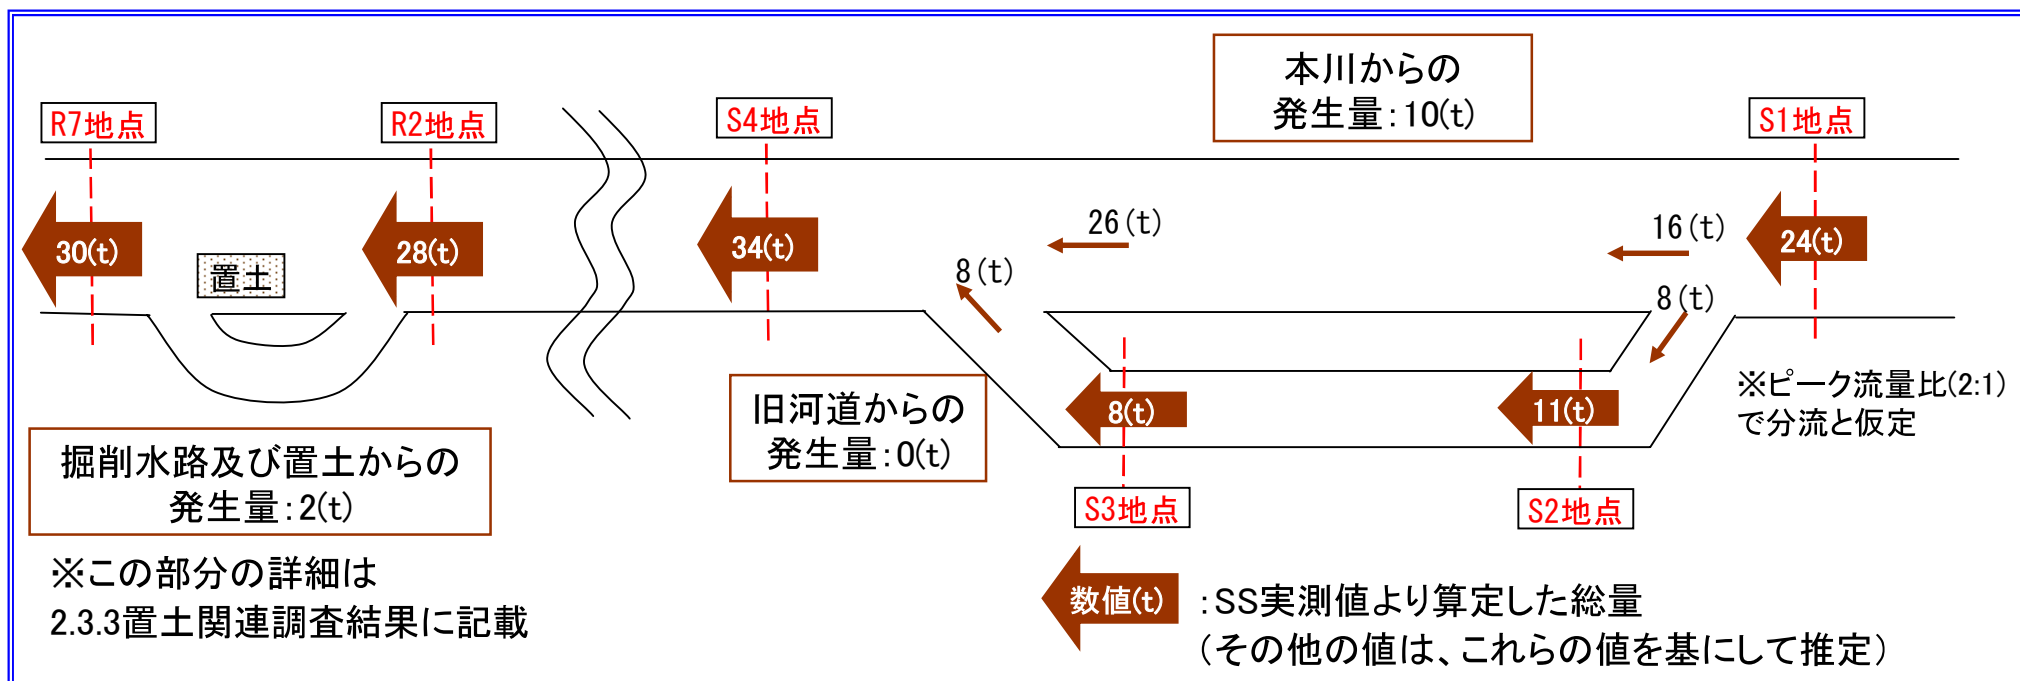 本川からの
発生量：10(t)
R7地点
R2地点
S4地点
S1地点
30(t)
置土
28(t)
34(t)
26(t)
8(t)
16(t)
24(t)
8(t)
旧河道からの
発生量：0(t)
8(t)
11(t)
※ピーク流量比(2:1)
で分流と仮定
掘削水路及び置土からの
発生量：2(t)
S3地点
S2地点
※この部分の詳細は
2.3.3置土関連調査結果に記載
数値(t)
：SS実測値より算定した総量
（その他の値は、これらの値を基にして推定）